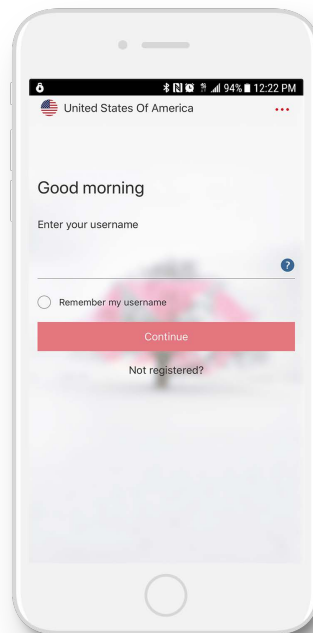 94% 12:22 PM
United States Of America
Good morning
Enter your username
?
Remember my username
Continue
Not registered?